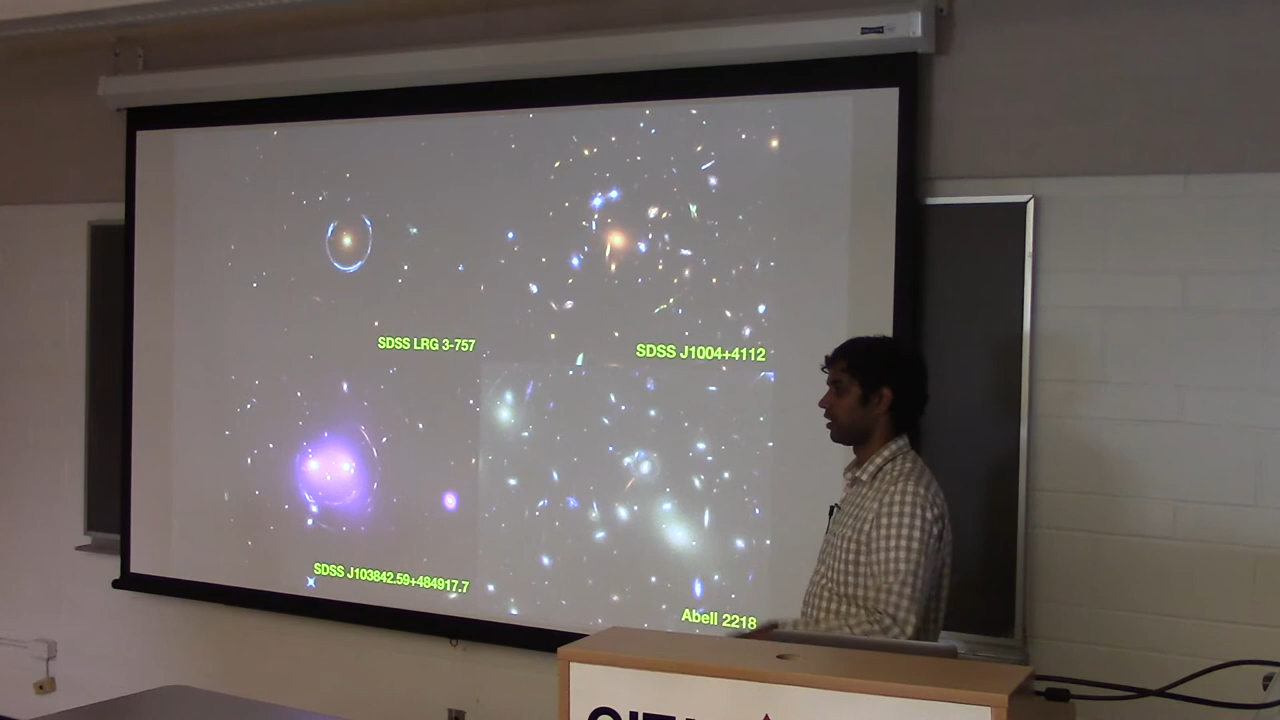 SDSS LRG 3-757
SDSS J1004+4112
SDSS J103842.59+484917.7
Abell 2218